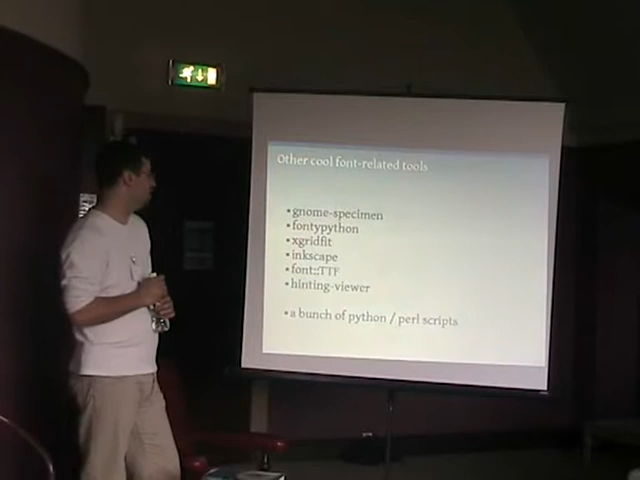 Other cool font-related tools
▪ gnome-specimen
▪ fontypython
▪ xgridfit
▪ inkscape
▪ font::TTF
▪ hinting-viewer
▪ a bunch of python / perl scripts